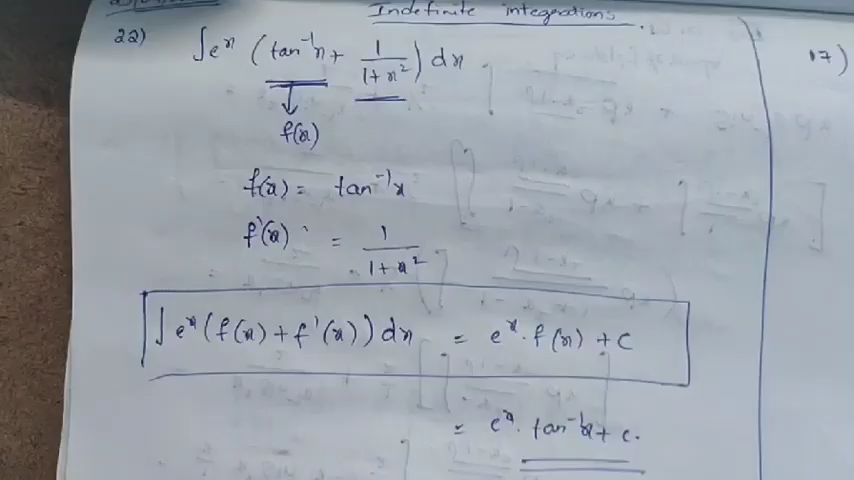 Indefinite integrations.
22) ∫eˣ (tan⁻¹x + 1/(1+x²)) dx
f(x)
f(x) = tan⁻¹x
f'(x) = 1/(1+x²)
∫eˣ(f(x)+f'(x))dx = eˣ.f(x)+c
= eˣ. tan⁻¹x + c.
17)